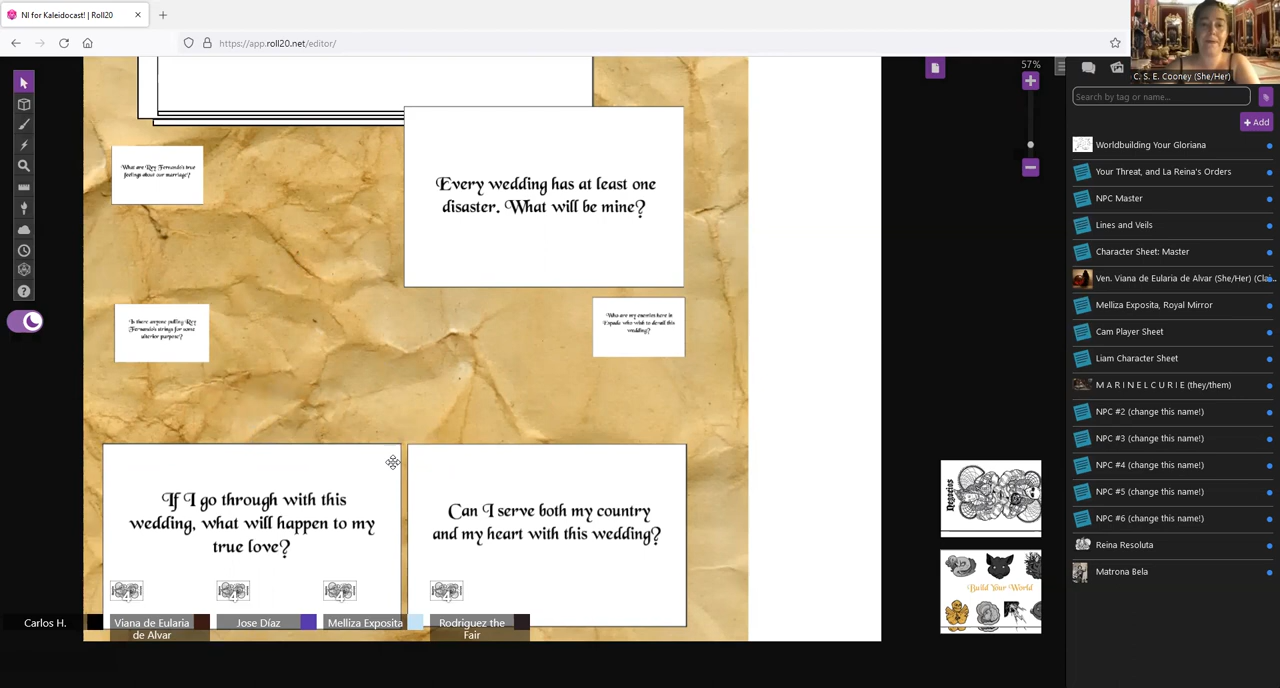 NI for Kaleidocast! | Roll20
https://app.roll20.net/editor/
C. S. E. Cooney (She/Her)
57%
Search by tag or name...
+ Add
Worldbuilding Your Gloriana
Your Threat, and La Reina's Orders
NPC Master
Lines and Veils
Character Sheet: Master
Ven. Viana de Eularia de Alvar (She/Her) (Clai...
Melliza Exposita, Royal Mirror
Cam Player Sheet
Liam Character Sheet
M A R I N E L C U R I E (they/them)
NPC #2 (change this name!)
NPC #3 (change this name!)
NPC #4 (change this name!)
NPC #5 (change this name!)
NPC #6 (change this name!)
Reina Resoluta
Matrona Bela
What are Rey Fernando's true
feelings about our marriage?
Every wedding has at least one
disaster. What will be mine?
Is there anyone pulling Rey
Fernando's strings for some
ulterior purpose?
Who are my enemies here in
Espada who wish to derail this
wedding?
If I go through with this
wedding, what will happen to my
true love?
Can I serve both my country
and my heart with this wedding?
Negocios
Build Your World
Carlos H.
Viana de Eularia
de Alvar
Jose Díaz
Melliza Exposita
Rodriguez the
Fair